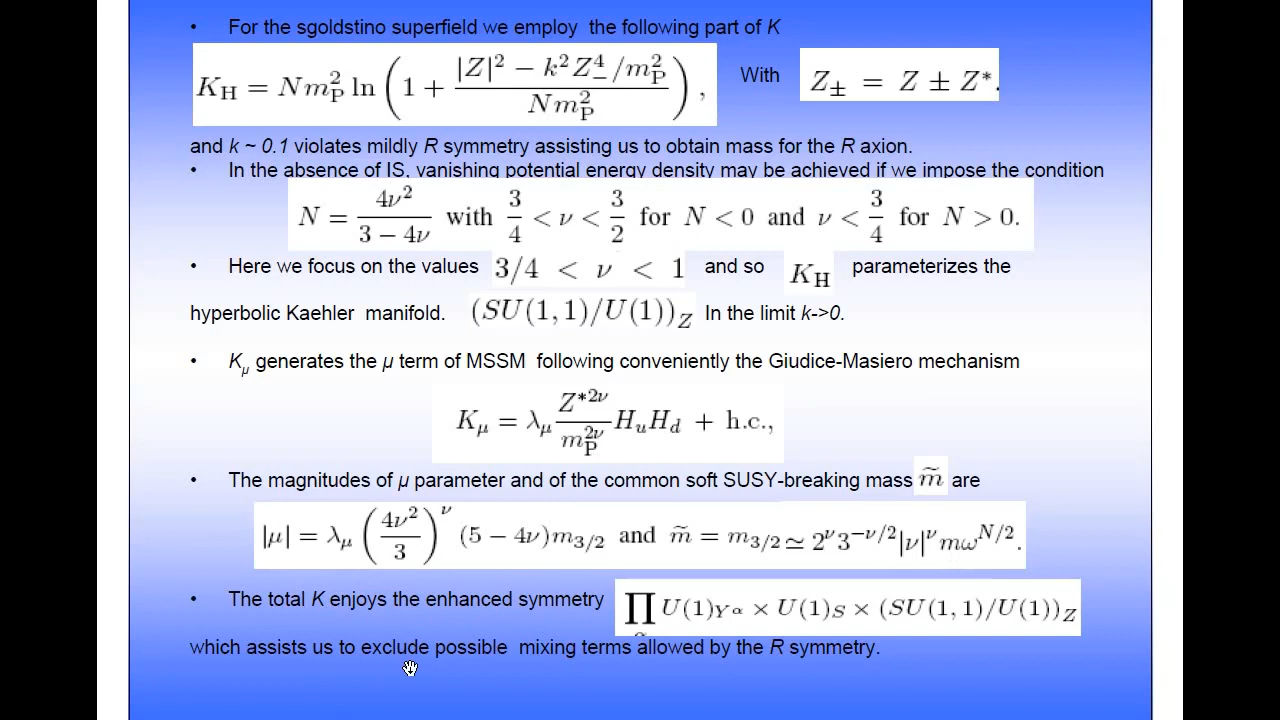 • For the sgoldstino superfield we employ the following part of K
K_H = N m_P^2 ln ( 1 + (|Z|^2 − k^2 Z_−^4 / m_P^2) / (N m_P^2) ) , With Z_± = Z ± Z*.
and k ~ 0.1 violates mildly R symmetry assisting us to obtain mass for the R axion.
• In the absence of IS, vanishing potential energy density may be achieved if we impose the condition
N = 4ν^2 / (3 − 4ν) with 3/4 < ν < 3/2 for N < 0 and ν < 3/4 for N > 0.
• Here we focus on the values 3/4 < ν < 1 and so K_H parameterizes the
hyperbolic Kaehler manifold. (SU(1,1)/U(1))_Z In the limit k->0.
• K_μ generates the μ term of MSSM following conveniently the Giudice-Masiero mechanism
K_μ = λ_μ (Z*^{2ν} / m_P^{2ν}) H_u H_d + h.c.,
• The magnitudes of μ parameter and of the common soft SUSY-breaking mass m̃ are
|μ| = λ_μ (4ν^2 / 3)^ν (5 − 4ν) m_{3/2} and m̃ = m_{3/2} ≃ 2^ν 3^{−ν/2} |ν|^ν m ω^{N/2}.
• The total K enjoys the enhanced symmetry ∏_α U(1)_{Y^α} × U(1)_S × (SU(1,1)/U(1))_Z
which assists us to exclude possible mixing terms allowed by the R symmetry.